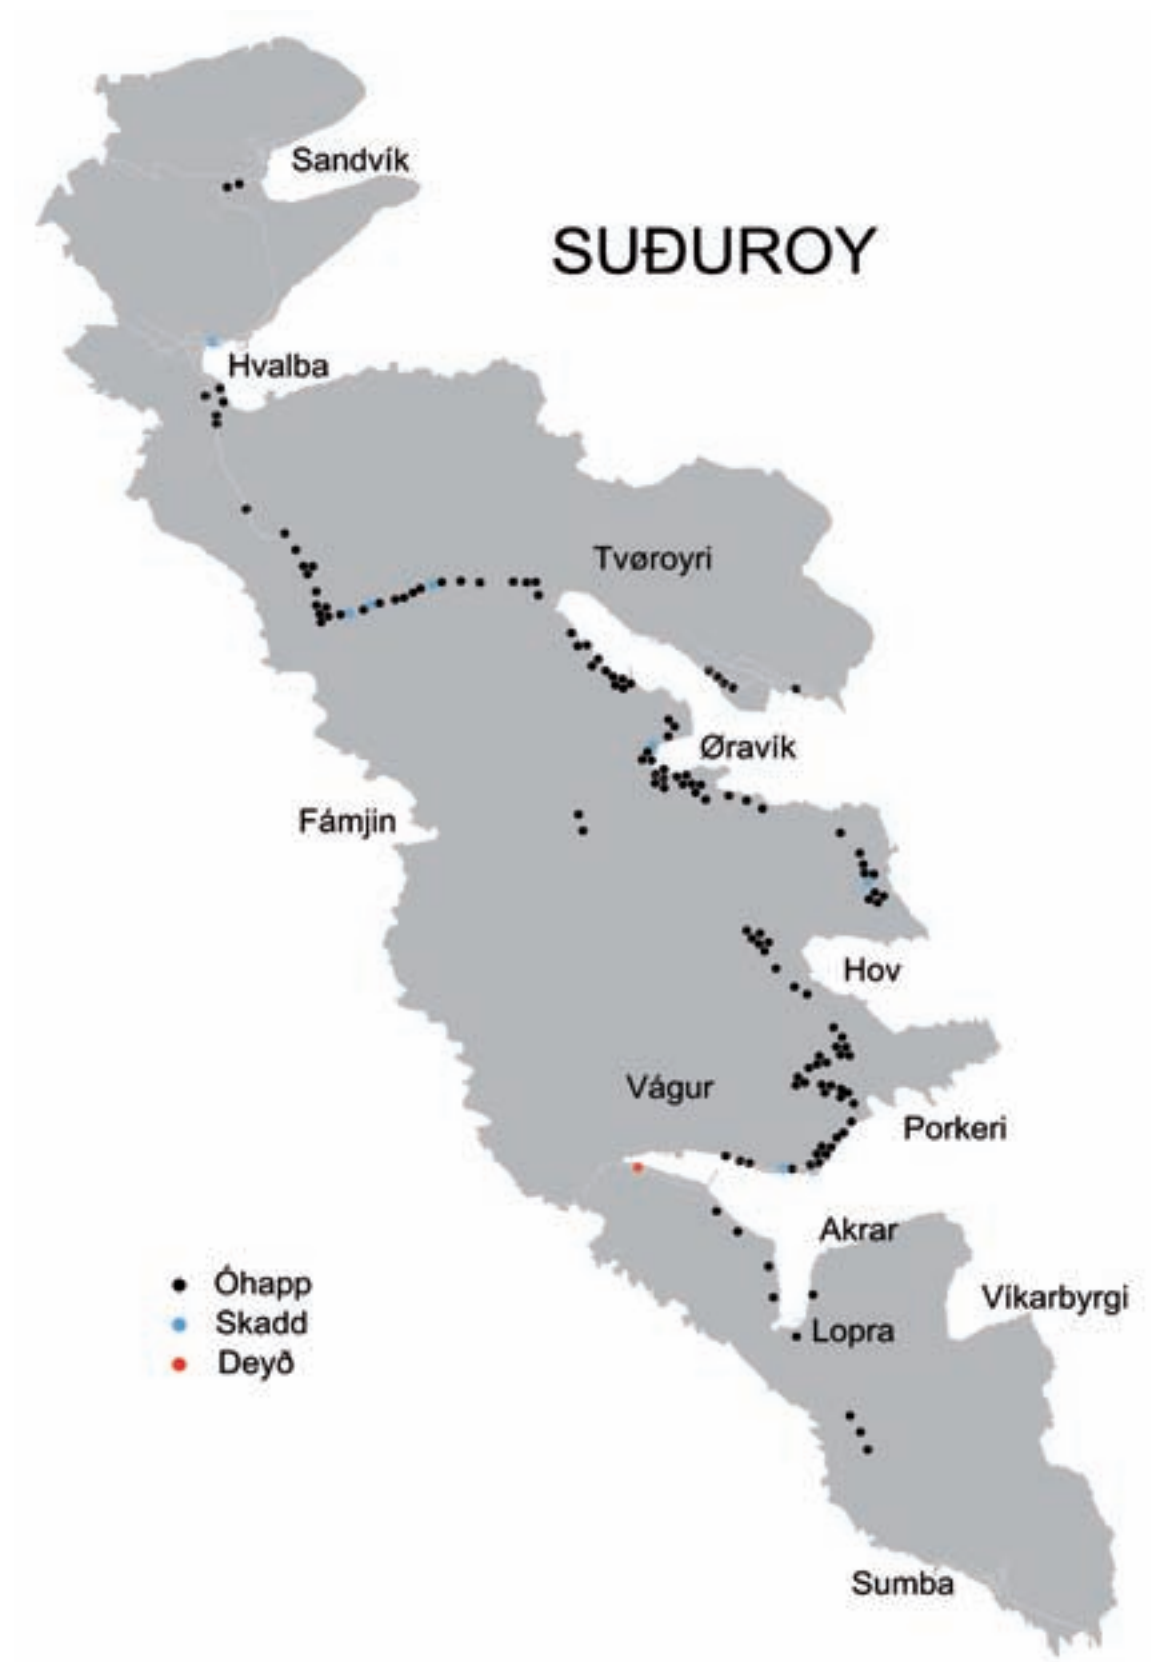 Sandvík
SUÐUROY
Hvalba
Tvøroyri
Øravík
Fámjin
Hov
Vágur
Porkeri
Akrar
Víkarbyrgi
Óhapp
Skadd
Lopra
Deyð
Sumba